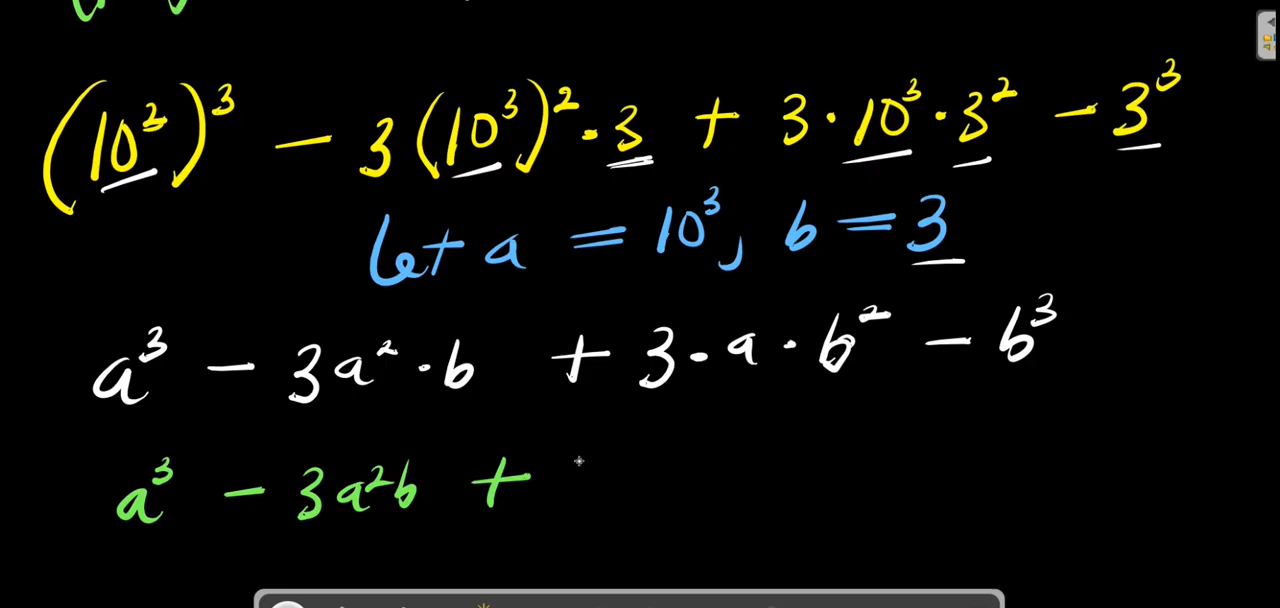 (10³)³ − 3(10³)² · 3 + 3 · 10³ · 3² − 3³
let a = 10³, b = 3
a³ − 3a² · b + 3 · a · b² − b³
a³ − 3a²b +